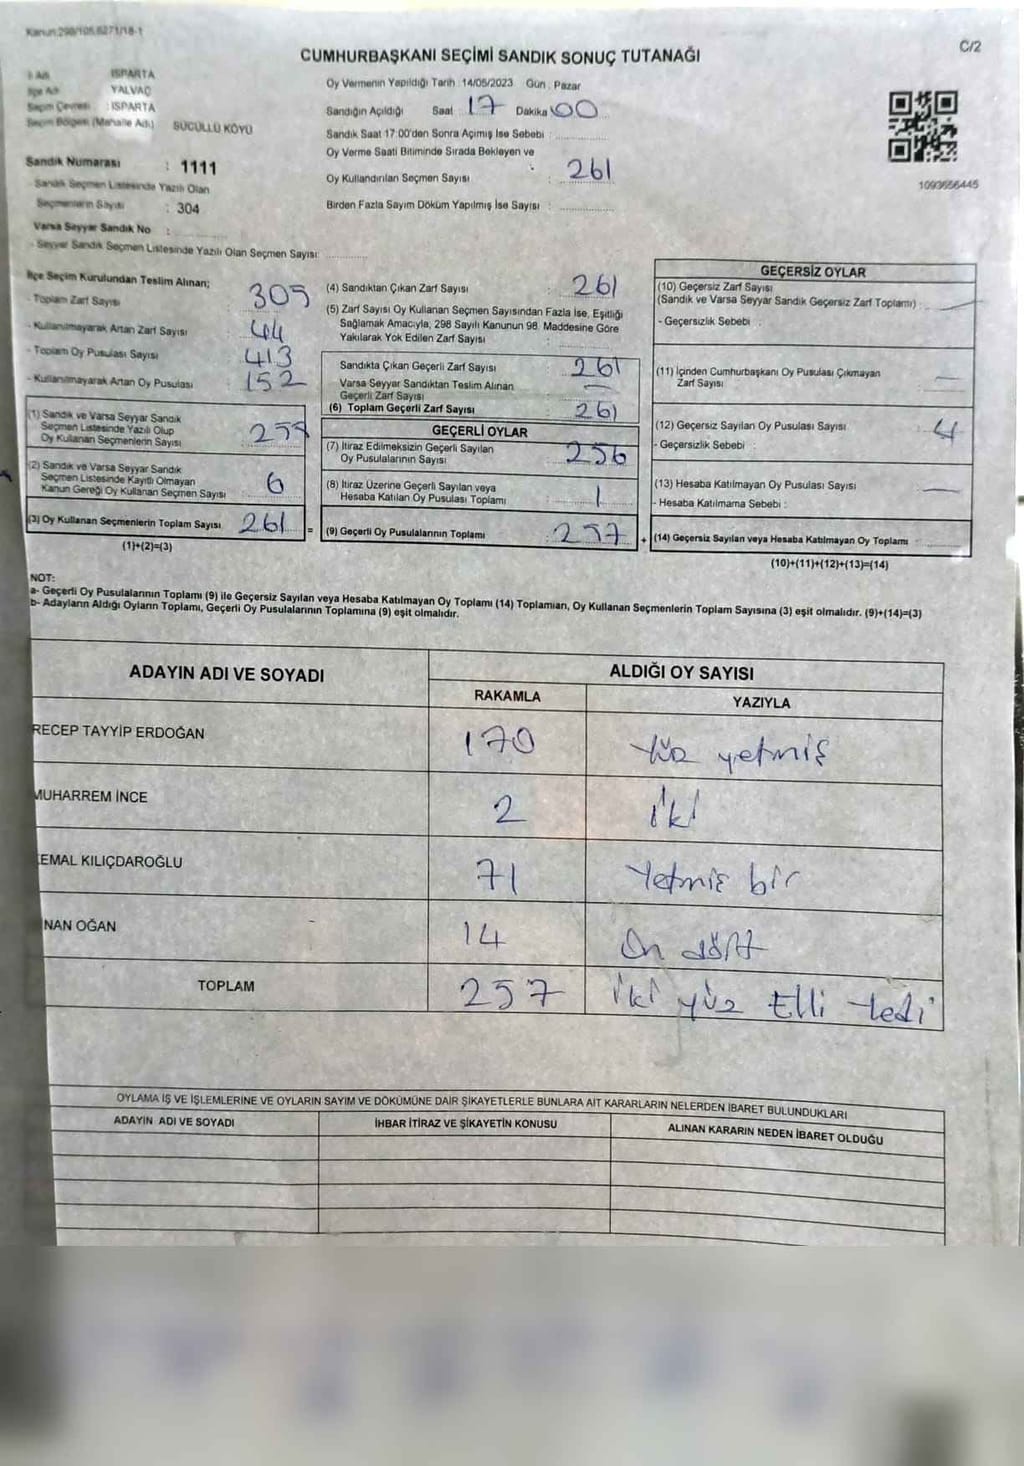 Kanun:298/105,6271/18-1
C/2
CUMHURBAŞKANI SEÇİMİ SANDIK SONUÇ TUTANAĞI
İl Adı ISPARTA
İlçe Adı YALVAÇ
Seçim Çevresi : ISPARTA
Seçim Bölgesi (Mahalle Adı) SÜCÜLLÜ KÖYÜ
Sandık Numarası : 1111
- Sandık Seçmen Listesinde Yazılı Olan
Seçmenlerin Sayısı : 304
Varsa Seyyar Sandık No :
- Seyyar Sandık Seçmen Listesinde Yazılı Olan Seçmen Sayısı:
Oy Vermenin Yapıldığı Tarih : 14/05/2023 Gün : Pazar
Sandığın Açıldığı Saat : 17 Dakika 00
Sandık Saat 17:00'den Sonra Açımış İse Sebebi :
Oy Verme Saati Bitiminde Sırada Bekleyen ve
Oy Kullandırılan Seçmen Sayısı : 261
Birden Fazla Sayım Döküm Yapılmış İse Sayısı :
1093656445
İlçe Seçim Kurulundan Teslim Alınan;
- Toplam Zarf Sayısı 305
- Kullanılmayarak Artan Zarf Sayısı 44
- Toplam Oy Pusulası Sayısı 413
- Kullanılmayarak Artan Oy Pusulası 152
(1) Sandık ve Varsa Seyyar Sandık
Seçmen Listesinde Yazılı Olup
Oy Kullanan Seçmenlerin Sayısı
(2) Sandık ve Varsa Seyyar Sandık
Seçmen Listesinde Kayıtlı Olmayan
Kanun Gereği Oy Kullanan Seçmen Sayısı 6
(3) Oy Kullanan Seçmenlerin Toplam Sayısı 261 =
(1)+(2)=(3)
(4) Sandıktan Çıkan Zarf Sayısı : 261
(5) Zarf Sayısı Oy Kullanan Seçmen Sayısından Fazla İse, Eşitliği
Sağlamak Amacıyla, 298 Sayılı Kanunun 98. Maddesine Göre
Yakılarak Yok Edilen Zarf Sayısı :
Sandıkta Çıkan Geçerli Zarf Sayısı : 261
Varsa Seyyar Sandıktan Teslim Alınan
Geçerli Zarf Sayısı : —
(6) Toplam Geçerli Zarf Sayısı : 261
GEÇERLİ OYLAR
(7) İtiraz Edilmeksizin Geçerli Sayılan
Oy Pusulalarının Sayısı : 256
(8) İtiraz Üzerine Geçerli Sayılan veya
Hesaba Katılan Oy Pusulası Toplamı : 1
(9) Geçerli Oy Pusulalarının Toplamı : 257 +
GEÇERSİZ OYLAR
(10) Geçersiz Zarf Sayısı
(Sandık ve Varsa Seyyar Sandık Geçersiz Zarf Toplamı) : —
- Geçersizlik Sebebi :
(11) İçinden Cumhurbaşkanı Oy Pusulası Çıkmayan
Zarf Sayısı : —
(12) Geçersiz Sayılan Oy Pusulası Sayısı : 4
- Geçersizlik Sebebi :
(13) Hesaba Katılmayan Oy Pusulası Sayısı : —
- Hesaba Katılmama Sebebi :
(14) Geçersiz Sayılan veya Hesaba Katılmayan Oy Toplamı :
(10)+(11)+(12)+(13)=(14)
NOT:
a- Geçerli Oy Pusulalarının Toplamı (9) ile Geçersiz Sayılan veya Hesaba Katılmayan Oy Toplamı (14) Toplamları, Oy Kullanan Seçmenlerin Toplam Sayısına (3) eşit olmalıdır. (9)+(14)=(3)
b- Adayların Aldığı Oyların Toplamı, Geçerli Oy Pusulalarının Toplamına (9) eşit olmalıdır.
ADAYIN ADI VE SOYADI ALDIĞI OY SAYISI
RAKAMLA YAZIYLA
RECEP TAYYİP ERDOĞAN 170 Yüz yetmiş
MUHARREM İNCE 2 İki
EMAL KILIÇDAROĞLU 71 Yetmiş bir
NAN OĞAN 14 On dört
TOPLAM 257 İki yüz Elli Yedi
OYLAMA İŞ VE İŞLEMLERİNE VE OYLARIN SAYIM VE DÖKÜMÜNE DAİR ŞİKAYETLERLE BUNLARA AİT KARARLARIN NELERDEN İBARET BULUNDUKLARI
ADAYIN ADI VE SOYADI İHBAR İTİRAZ VE ŞİKAYETİN KONUSU ALINAN KARARIN NEDEN İBARET OLDUĞU